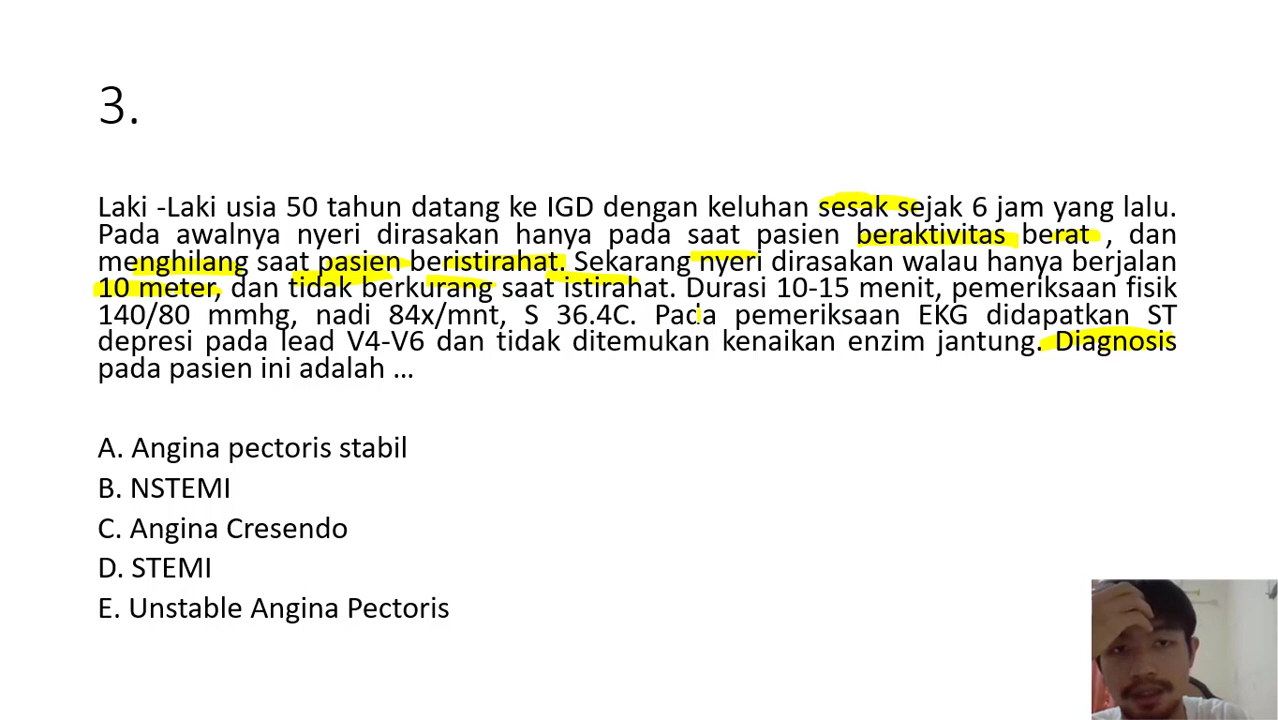 3.
Laki -Laki usia 50 tahun datang ke IGD dengan keluhan sesak sejak 6 jam yang lalu.
Pada awalnya nyeri dirasakan hanya pada saat pasien beraktivitas berat , dan
menghilang saat pasien beristirahat. Sekarang nyeri dirasakan walau hanya berjalan
10 meter, dan tidak berkurang saat istirahat. Durasi 10-15 menit, pemeriksaan fisik
140/80 mmhg, nadi 84x/mnt, S 36.4C. Pada pemeriksaan EKG didapatkan ST
depresi pada lead V4-V6 dan tidak ditemukan kenaikan enzim jantung. Diagnosis
pada pasien ini adalah ...
A. Angina pectoris stabil
B. NSTEMI
C. Angina Cresendo
D. STEMI
E. Unstable Angina Pectoris